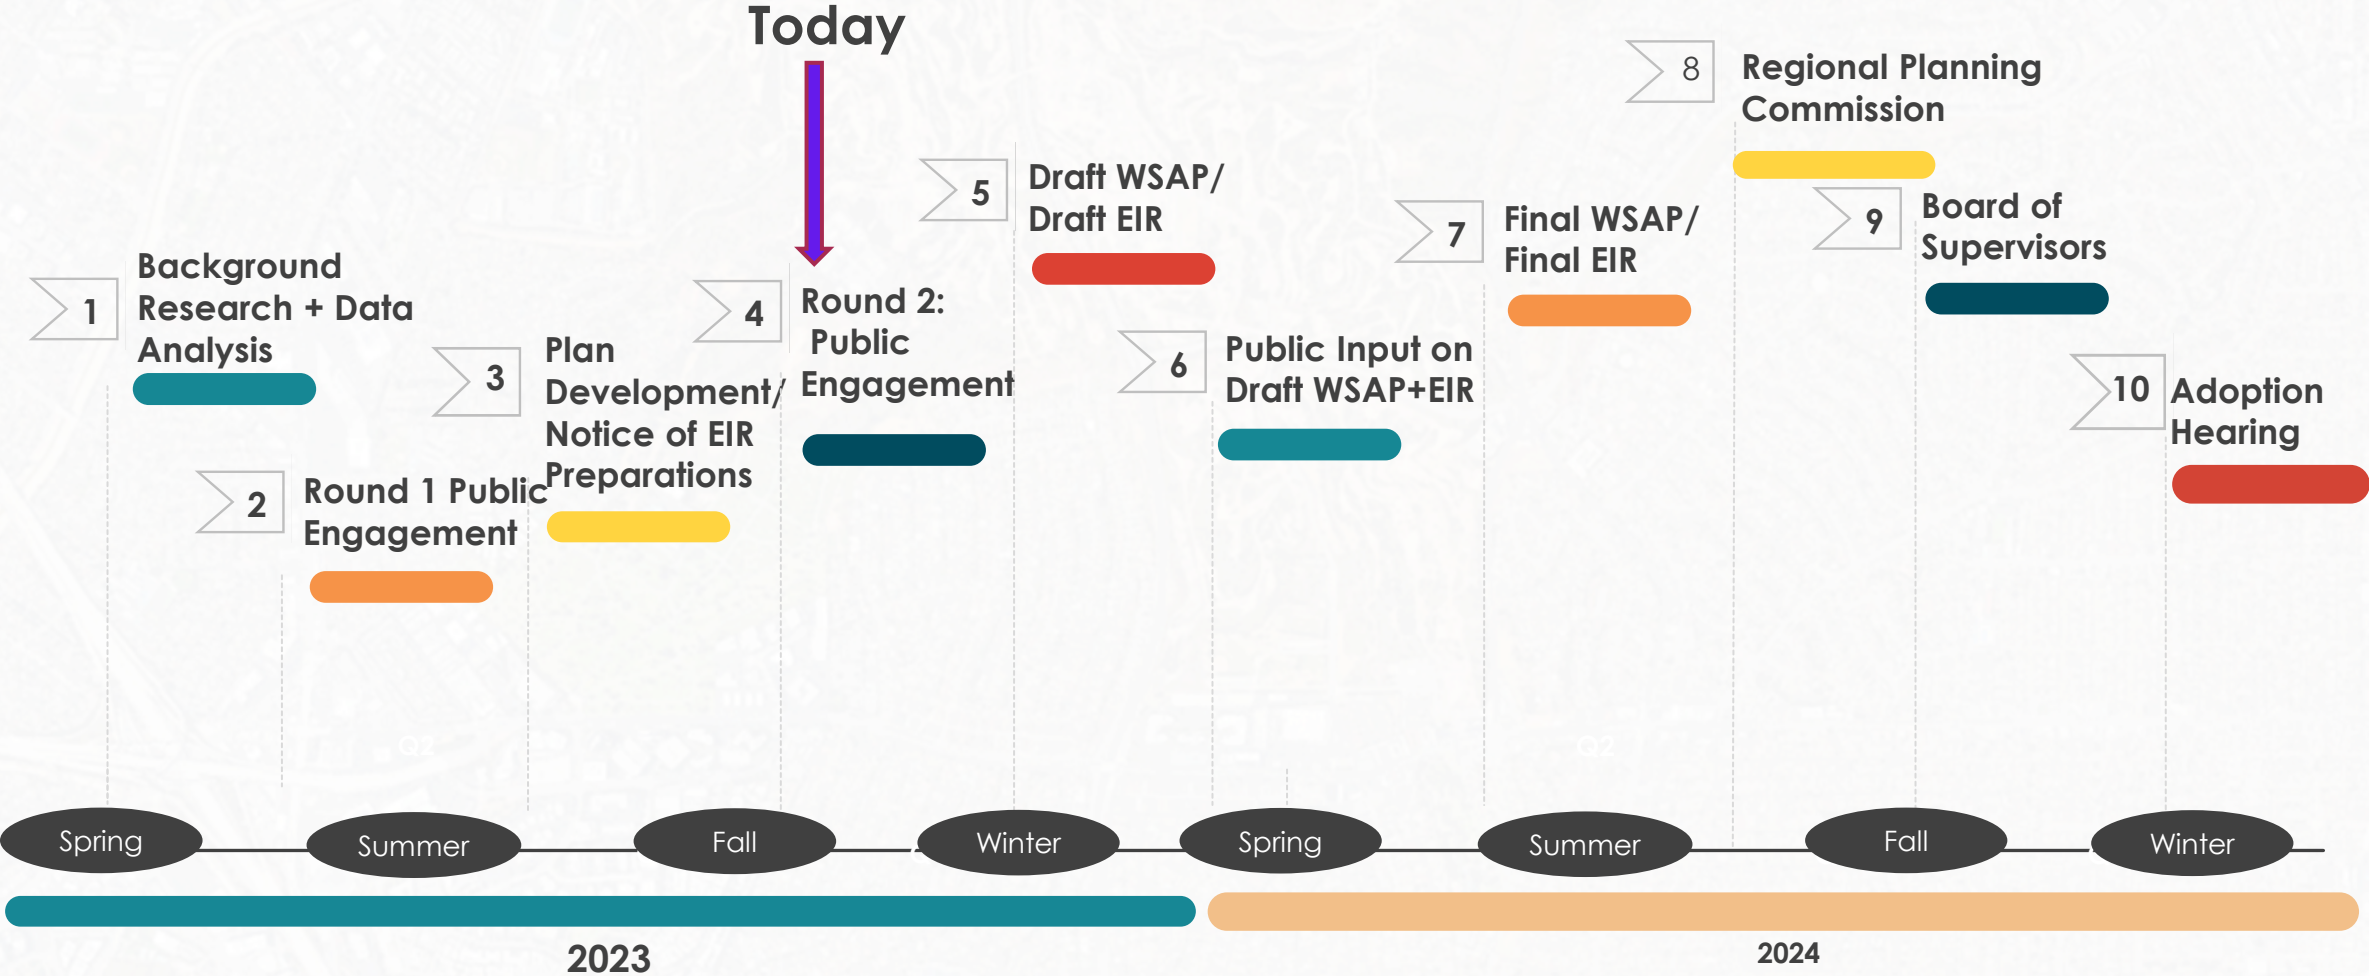 Today
1
Background
Research + Data
Analysis
2
Round 1 Public
Engagement
3
Plan
Development/
Notice of EIR
Preparations
4
Round 2:
Public
Engagement
5
Draft WSAP/
Draft EIR
6
Public Input on
Draft WSAP+EIR
7
Final WSAP/
Final EIR
8
Regional Planning
Commission
9
Board of
Supervisors
10
Adoption
Hearing
Q2
Q2
Spring
Summer
Fall
Winter
Spring
Summer
Fall
Winter
2023
2024